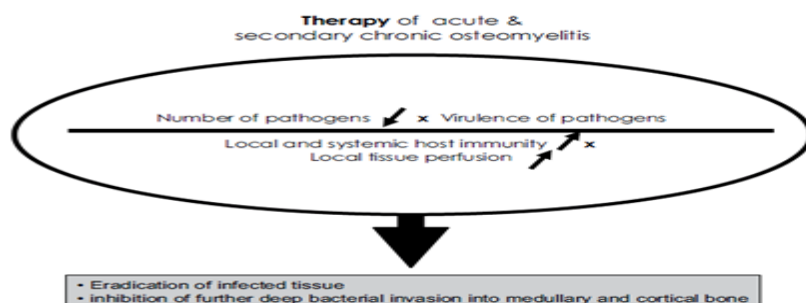 Therapy of acute &
secondary chronic osteomyelitis
Number of pathogens x Virulence of pathogens
Local and systemic host immunity x
Local tissue perfusion
• Eradication of infected tissue
• inhibition of further deep bacterial invasion into medullary and cortical bone